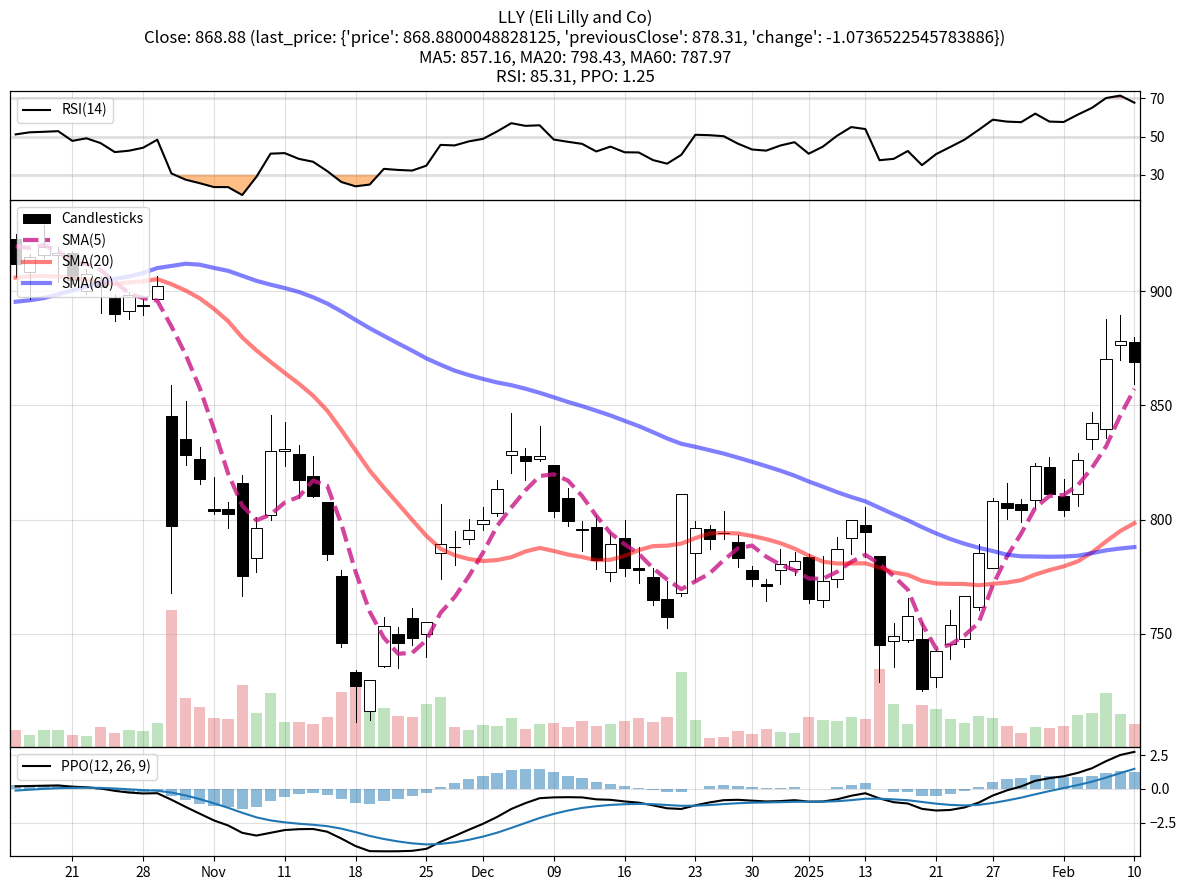 LLY (Eli Lilly and Co)
Close: 868.88 (last_price: {'price': 868.8800048828125, 'previousClose': 878.31, 'change': -1.0736522545783886})
MA5: 857.16, MA20: 798.43, MA60: 787.97
RSI: 85.31, PPO: 1.25
RSI(14)
70
50
30
Candlesticks
SMA(5)
SMA(20)
SMA(60)
900
850
800
750
PPO(12, 26, 9)
2.5
0.0
−2.5
21 28 Nov 11 18 25 Dec 09 16 23 30 2025 13 21 27 Feb 10